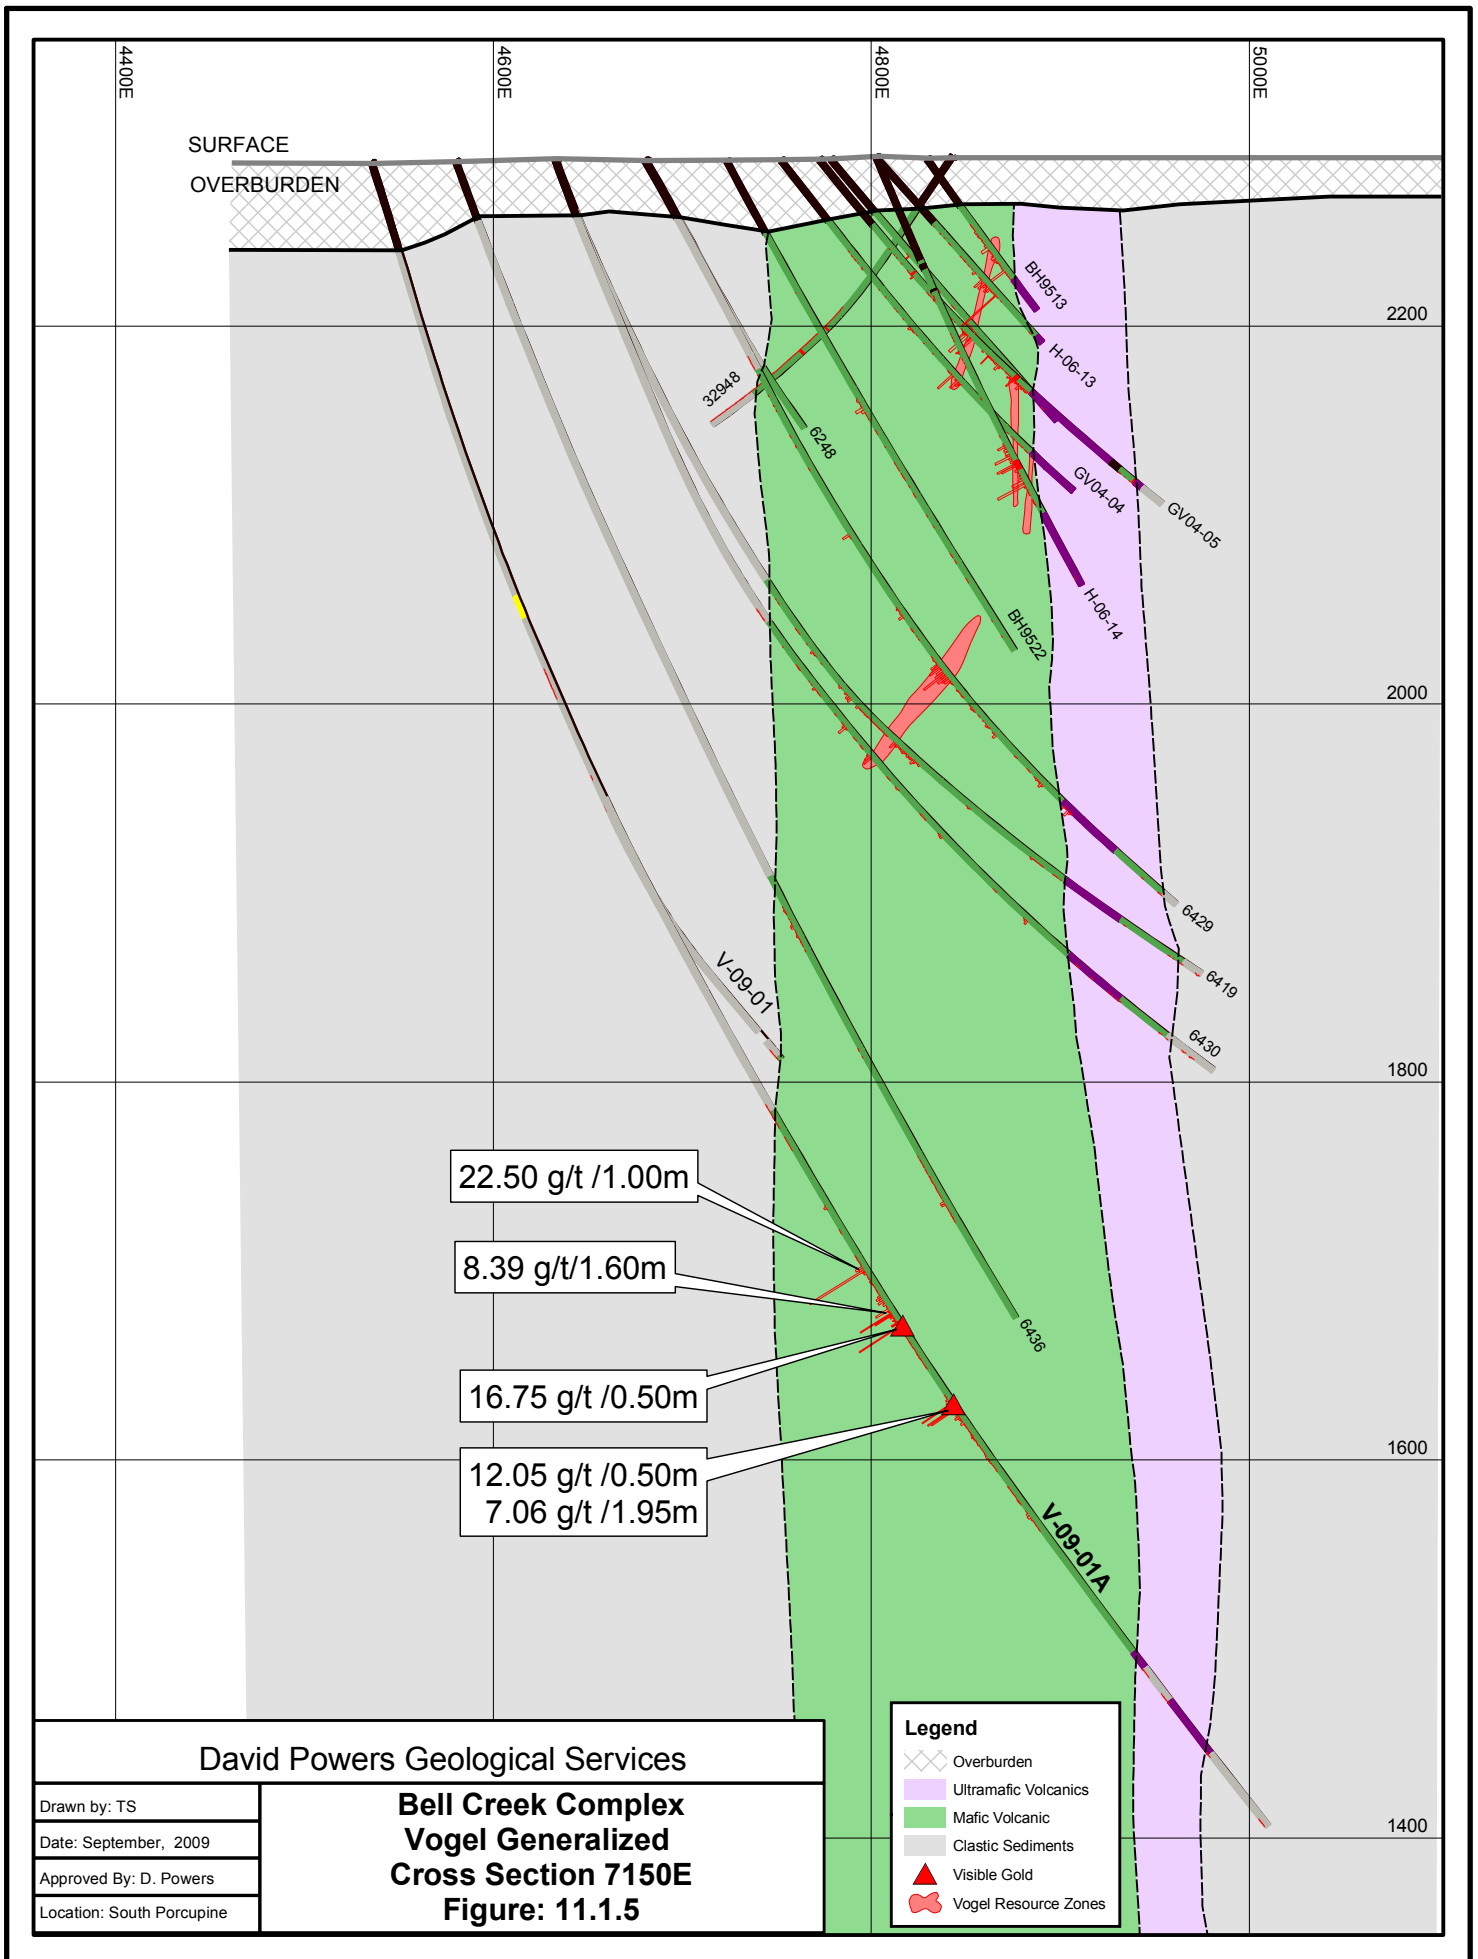 4400E
4600E
4800E
5000E
SURFACE
OVERBURDEN
BH9513
2200
H-06-13
32948
6248
GV04-04
GV04-05
H-06-14
BH9522
2000
6429
6419
V-09-01
6430
1800
22.50 g/t /1.00m
8.39 g/t/1.60m
6436
16.75 g/t /0.50m
12.05 g/t /0.50m
7.06 g/t /1.95m
1600
V-09-01A
1400
David Powers Geological Services
Drawn by: TS
Date: September, 2009
Approved By: D. Powers
Location: South Porcupine
Bell Creek Complex
Vogel Generalized
Cross Section 7150E
Figure: 11.1.5
Legend
Overburden
Ultramafic Volcanics
Mafic Volcanic
Clastic Sediments
Visible Gold
Vogel Resource Zones